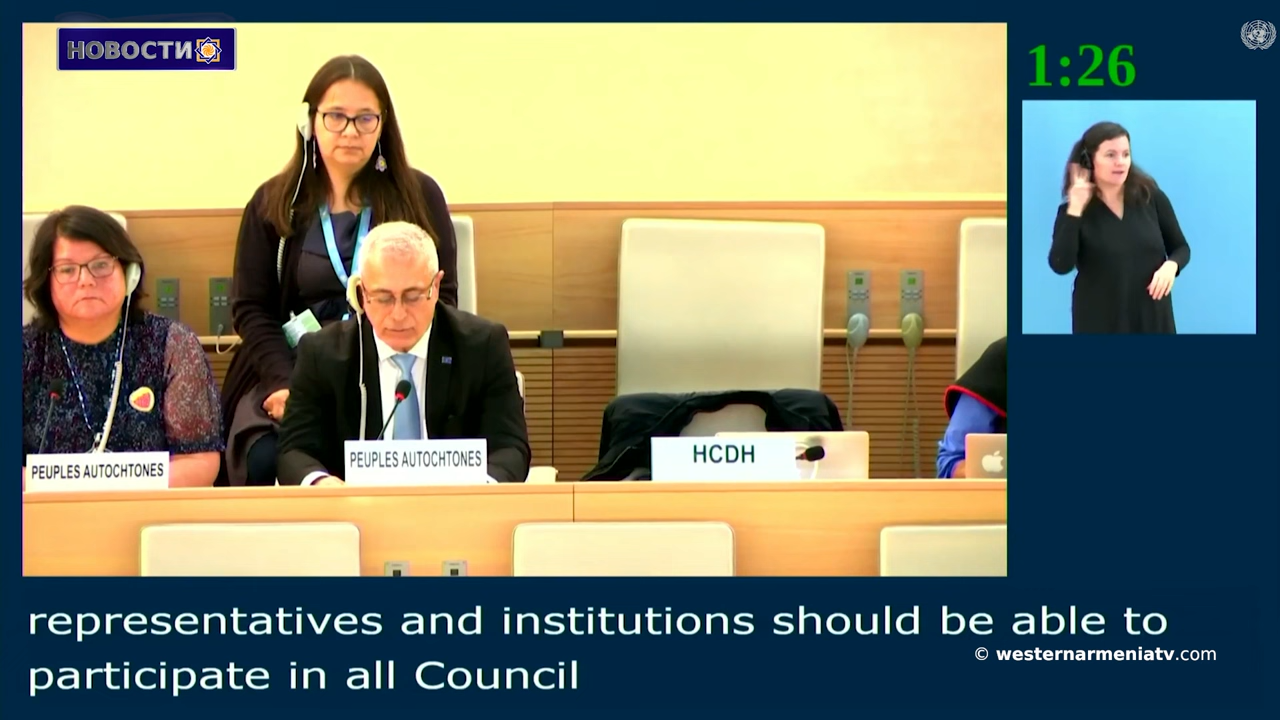 НОВОСТИ
1:26
PEUPLES AUTOCHTONES
PEUPLES AUTOCHTONES
HCDH
representatives and institutions should be able to
participate in all Council
© westernarmeniatv.com